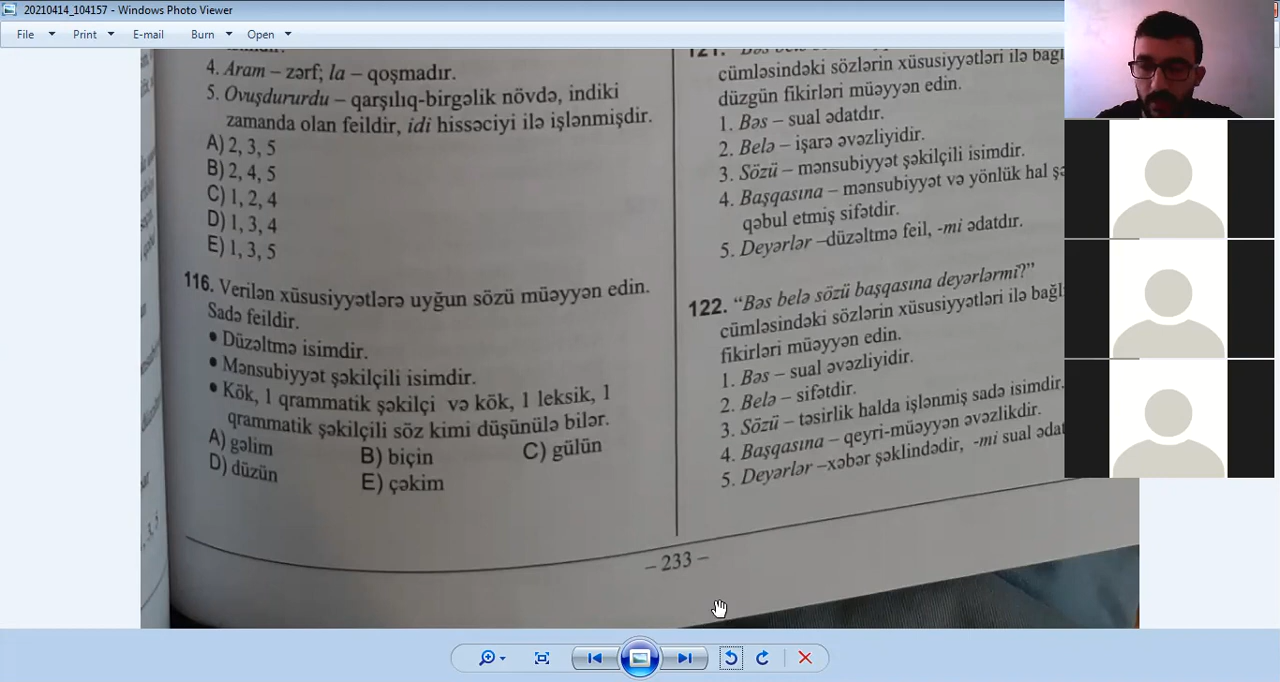 20210414_104157 - Windows Photo Viewer
File Print E-mail Burn Open
4. Aram – zərf; la – qoşmadır.
5. Ovuşdururdu – qarşılıq-birgəlik növdə, indiki
zamanda olan feildir, idi hissəciyi ilə işlənmişdir.
A) 2, 3, 5
B) 2, 4, 5
C) 1, 2, 4
D) 1, 3, 4
E) 1, 3, 5
116. Verilən xüsusiyyətlərə uyğun sözü müəyyən edin.
Sadə feildir.
• Düzəltmə isimdir.
• Mənsubiyyət şəkilçili isimdir.
• Kök, 1 qrammatik şəkilçi və kök, 1 leksik, 1
qrammatik şəkilçili söz kimi düşünülə bilər.
A) gəlim B) biçin C) gülün
D) düzün E) çəkim
121. "Bəs belə
cümləsindəki sözlərin xüsusiyyətləri ilə bağl
düzgün fikirləri müəyyən edin.
1. Bəs – sual ədatdır.
2. Belə – işarə əvəzliyidir.
3. Sözü – mənsubiyyət şəkilçili isimdir.
4. Başqasına – mənsubiyyət və yönlük hal şə
qəbul etmiş sifətdir.
5. Deyərlər –düzəltmə feil, -mi ədatdır.
122. "Bəs belə sözü başqasına deyərlərmi?"
cümləsindəki sözlərin xüsusiyyətləri ilə bağlı
fikirləri müəyyən edin.
1. Bəs – sual əvəzliyidir.
2. Belə – sifətdir.
3. Sözü – təsirlik halda işlənmiş sadə isimdir.
4. Başqasına – qeyri-müəyyən əvəzlikdir.
5. Deyərlər –xəbər şəklindədir, -mi sual ədat
– 233 –